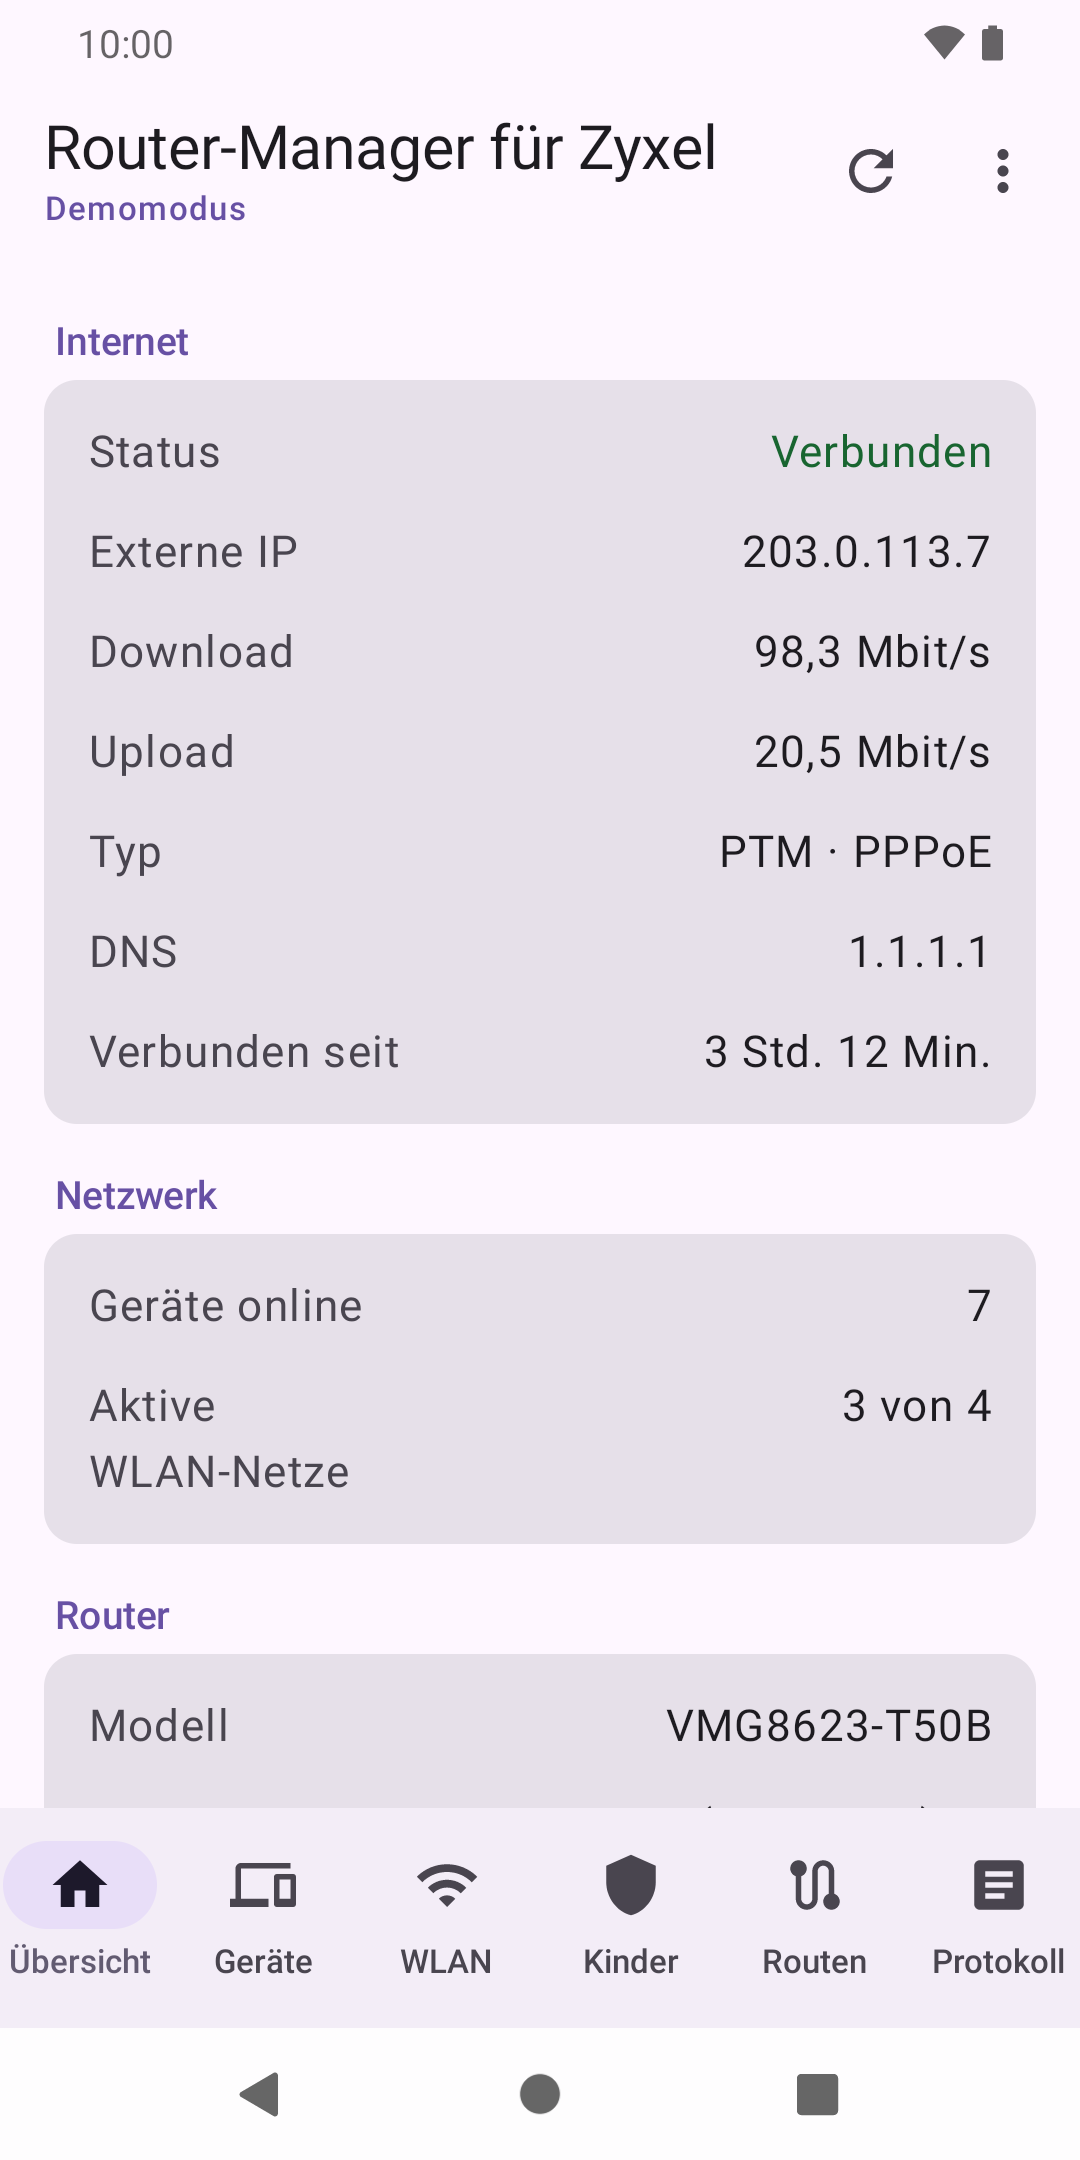 10:00
Router-Manager für Zyxel
Demomodus
Internet
Status Verbunden
Externe IP 203.0.113.7
Download 98,3 Mbit/s
Upload 20,5 Mbit/s
Typ PTM · PPPoE
DNS 1.1.1.1
Verbunden seit 3 Std. 12 Min.
Netzwerk
Geräte online 7
Aktive 3 von 4
WLAN-Netze
Router
Modell VMG8623-T50B
Übersicht Geräte WLAN Kinder Routen Protokoll